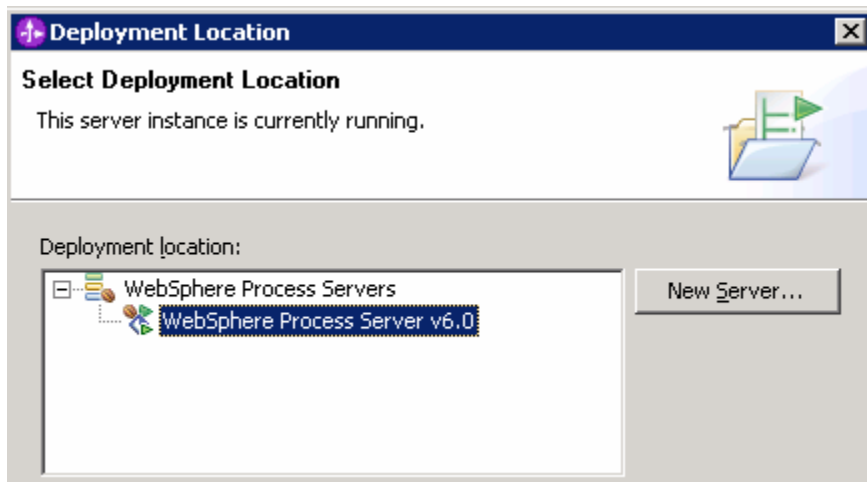 Deployment Location
Select Deployment Location
This server instance is currently running.
Deployment location:
WebSphere Process Servers
New Server...
WebSphere Process Server v6.0